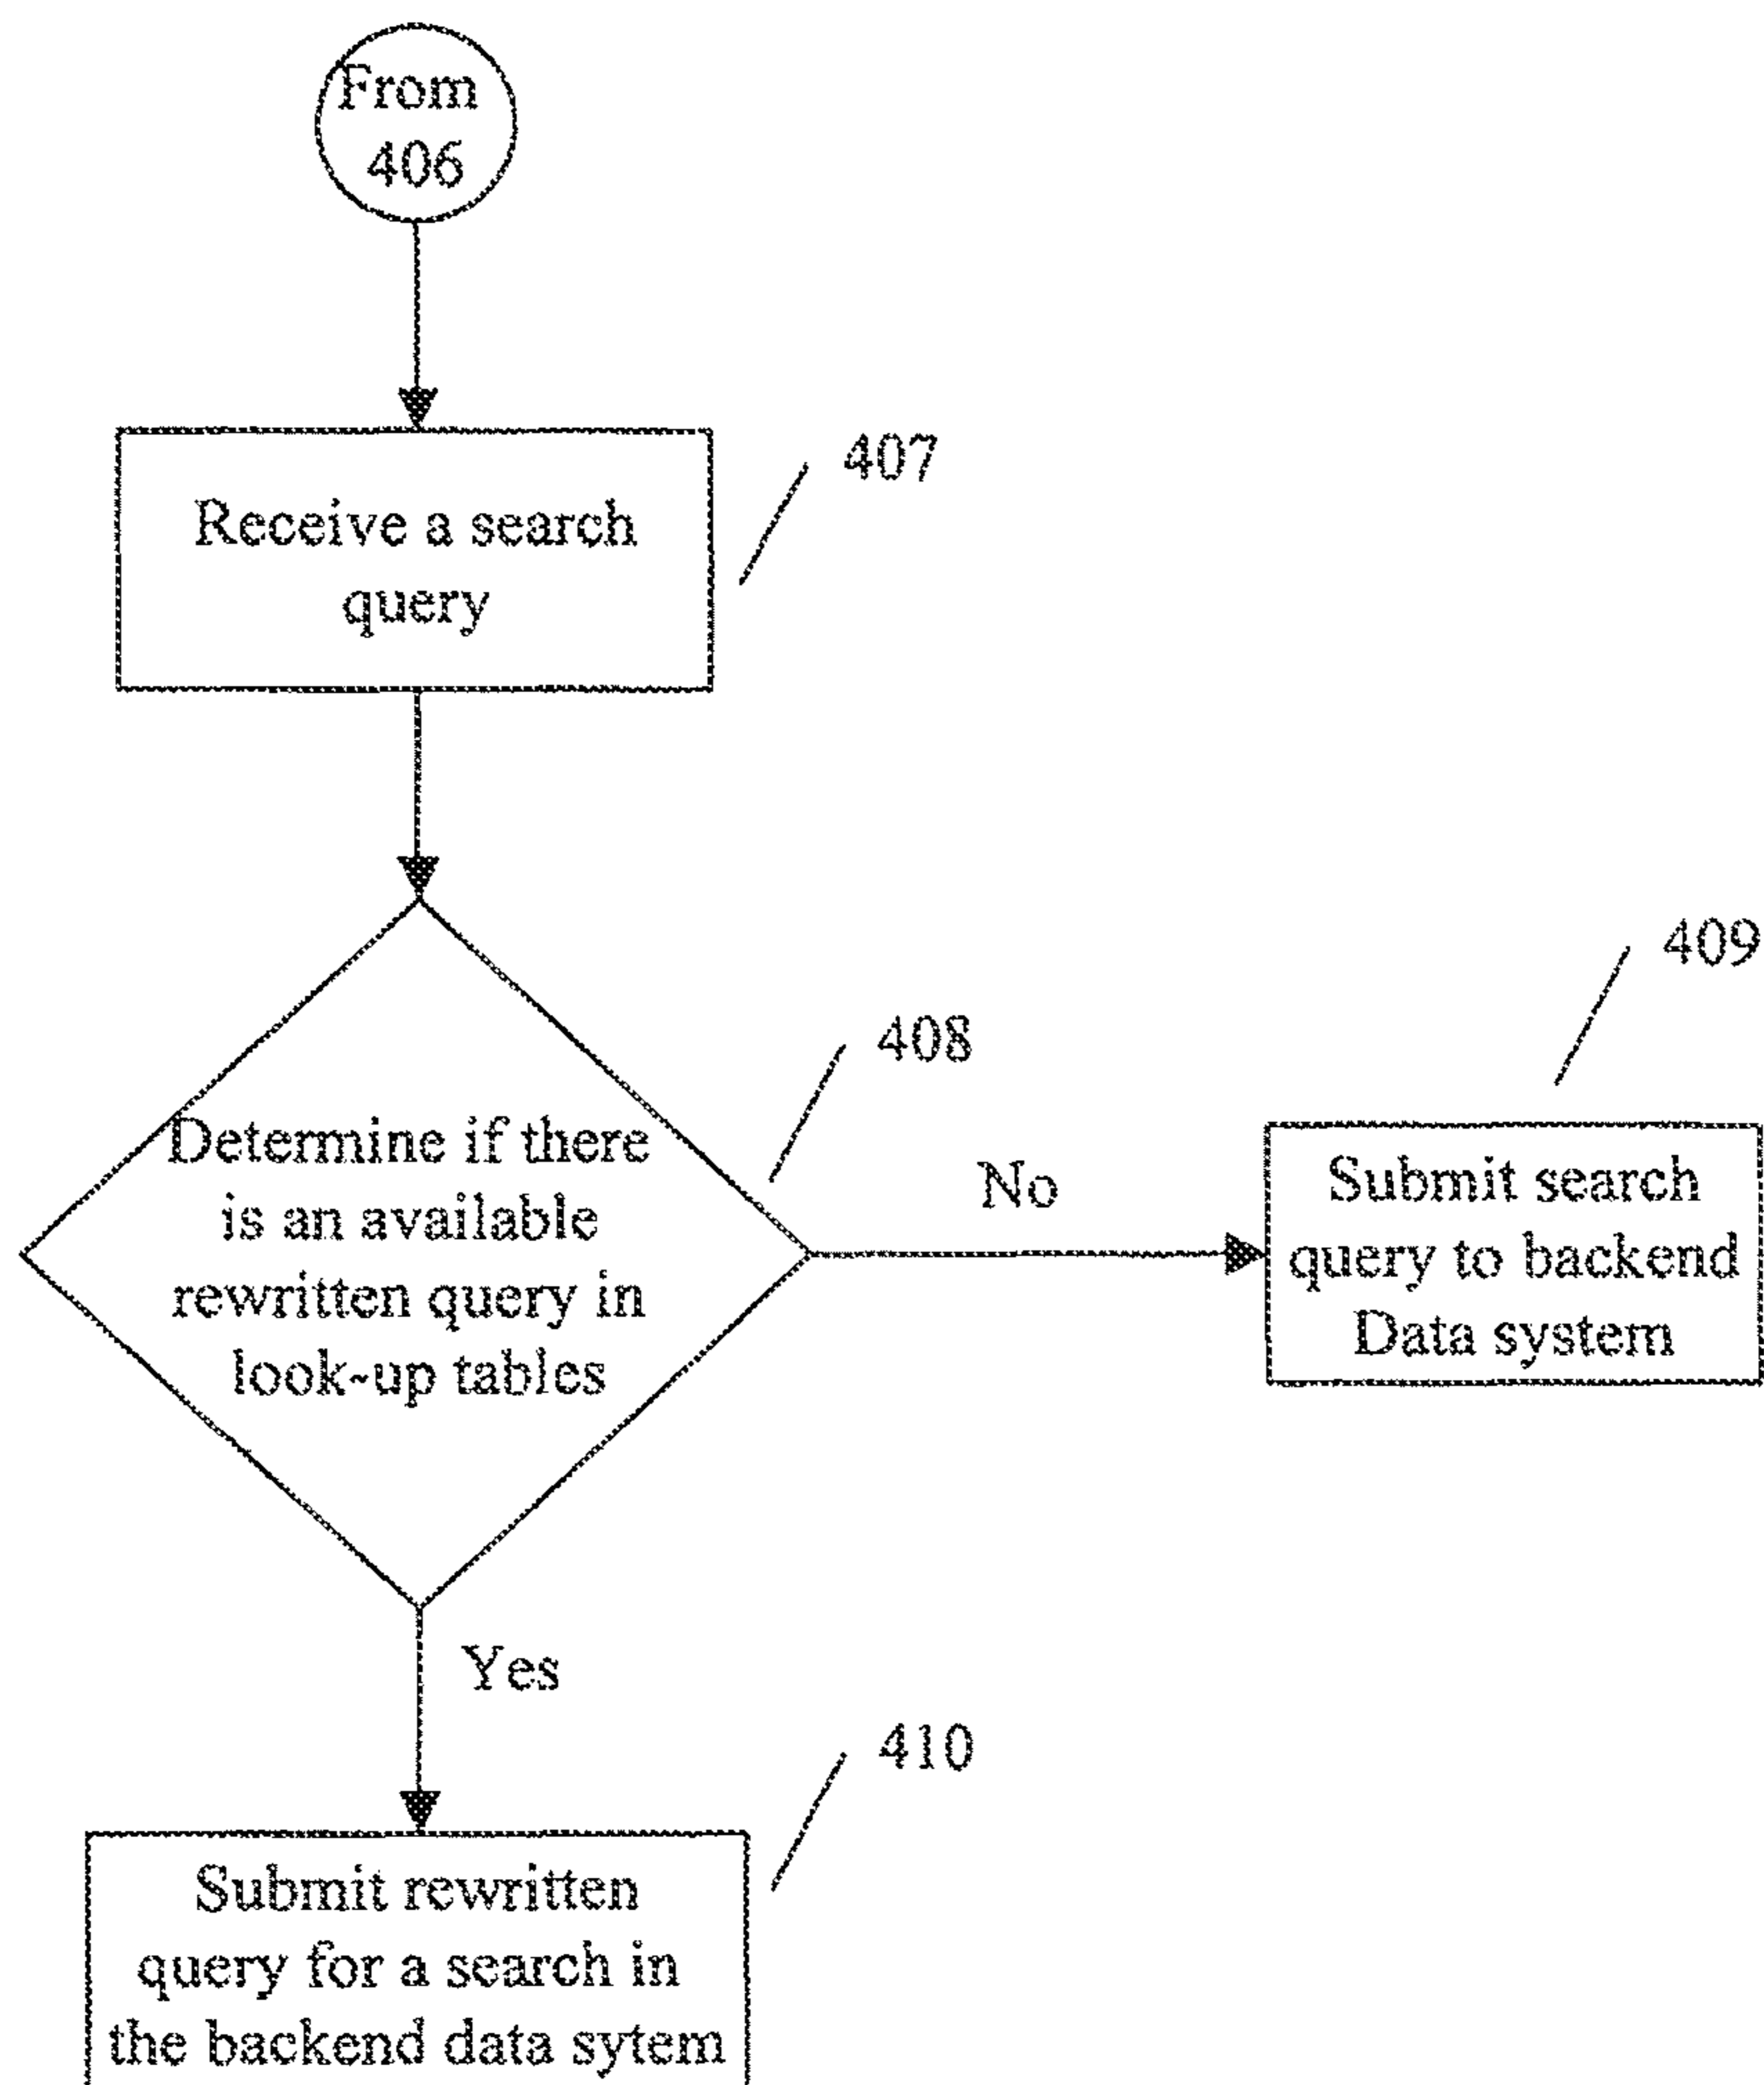 From
406
407
Receive a search
query
408
Determine if there
is an available
rewritten query in
look-up tables
No
409
Submit search
query to backend
Data system
Yes
410
Submit rewritten
query for a search in
the backend data sytem